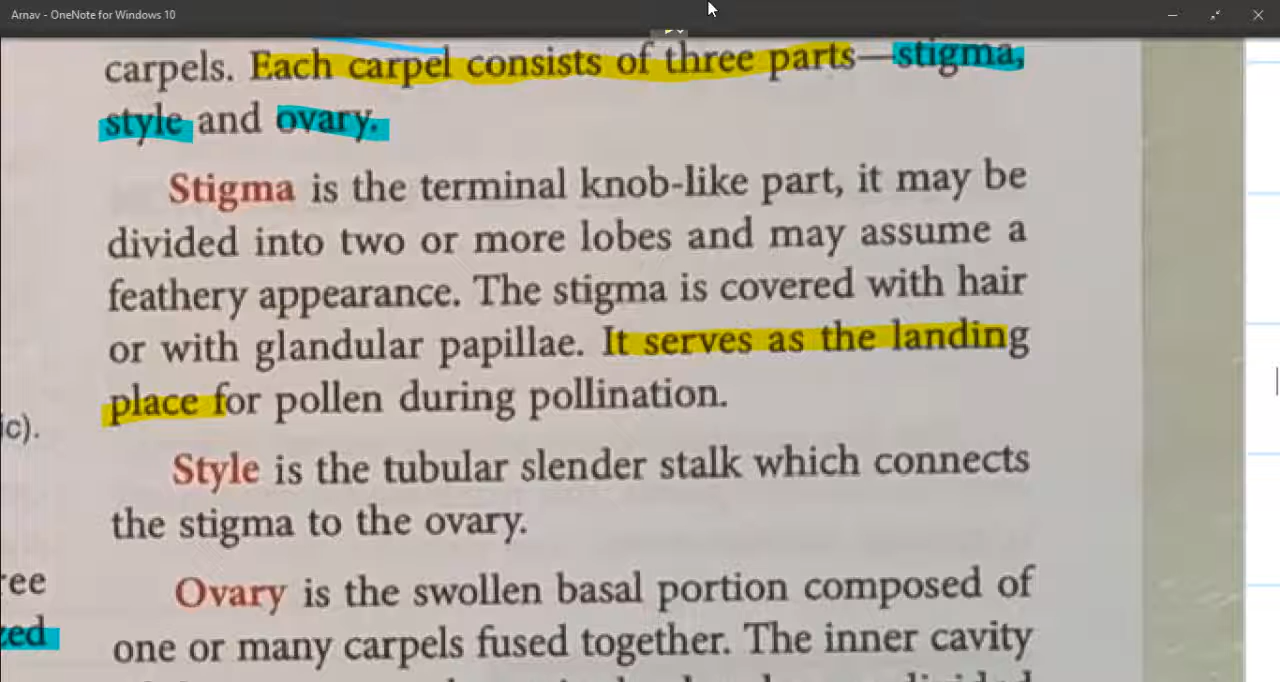 Arnav - OneNote for Windows 10
carpels. Each carpel consists of three parts—stigma,
style and ovary.
Stigma is the terminal knob-like part, it may be
divided into two or more lobes and may assume a
feathery appearance. The stigma is covered with hair
or with glandular papillae. It serves as the landing
place for pollen during pollination.
ic).
Style is the tubular slender stalk which connects
the stigma to the ovary.
ree
Ovary is the swollen basal portion composed of
zed
one or many carpels fused together. The inner cavity
divided